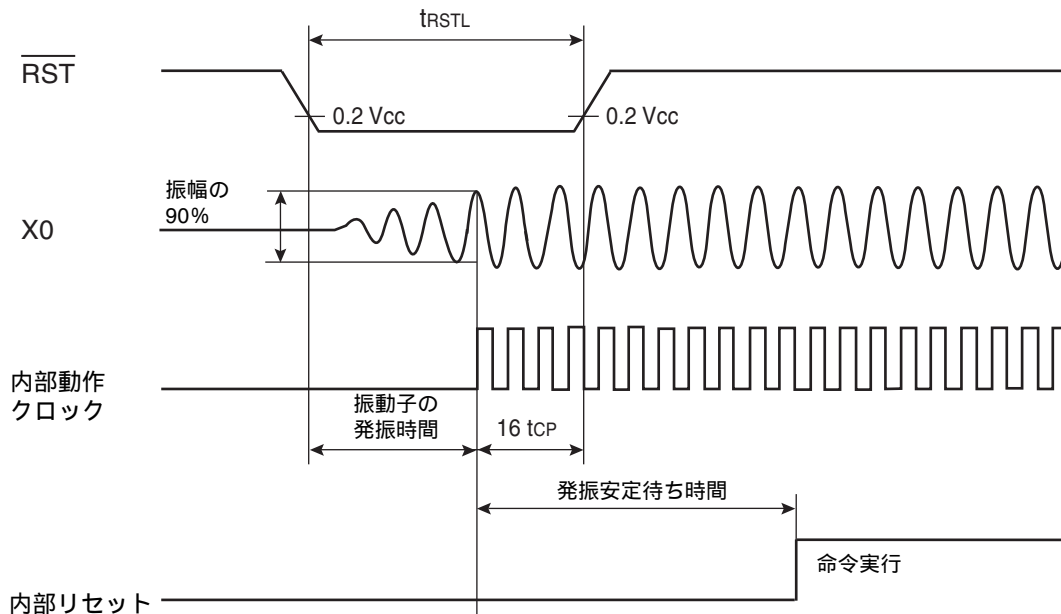 tRSTL
RST
0.2 Vcc
0.2 Vcc
振幅の
90%
X0
内部動作
クロック
振動子の
発振時間
16 tCP
発振安定待ち時間
命令実行
内部リセット